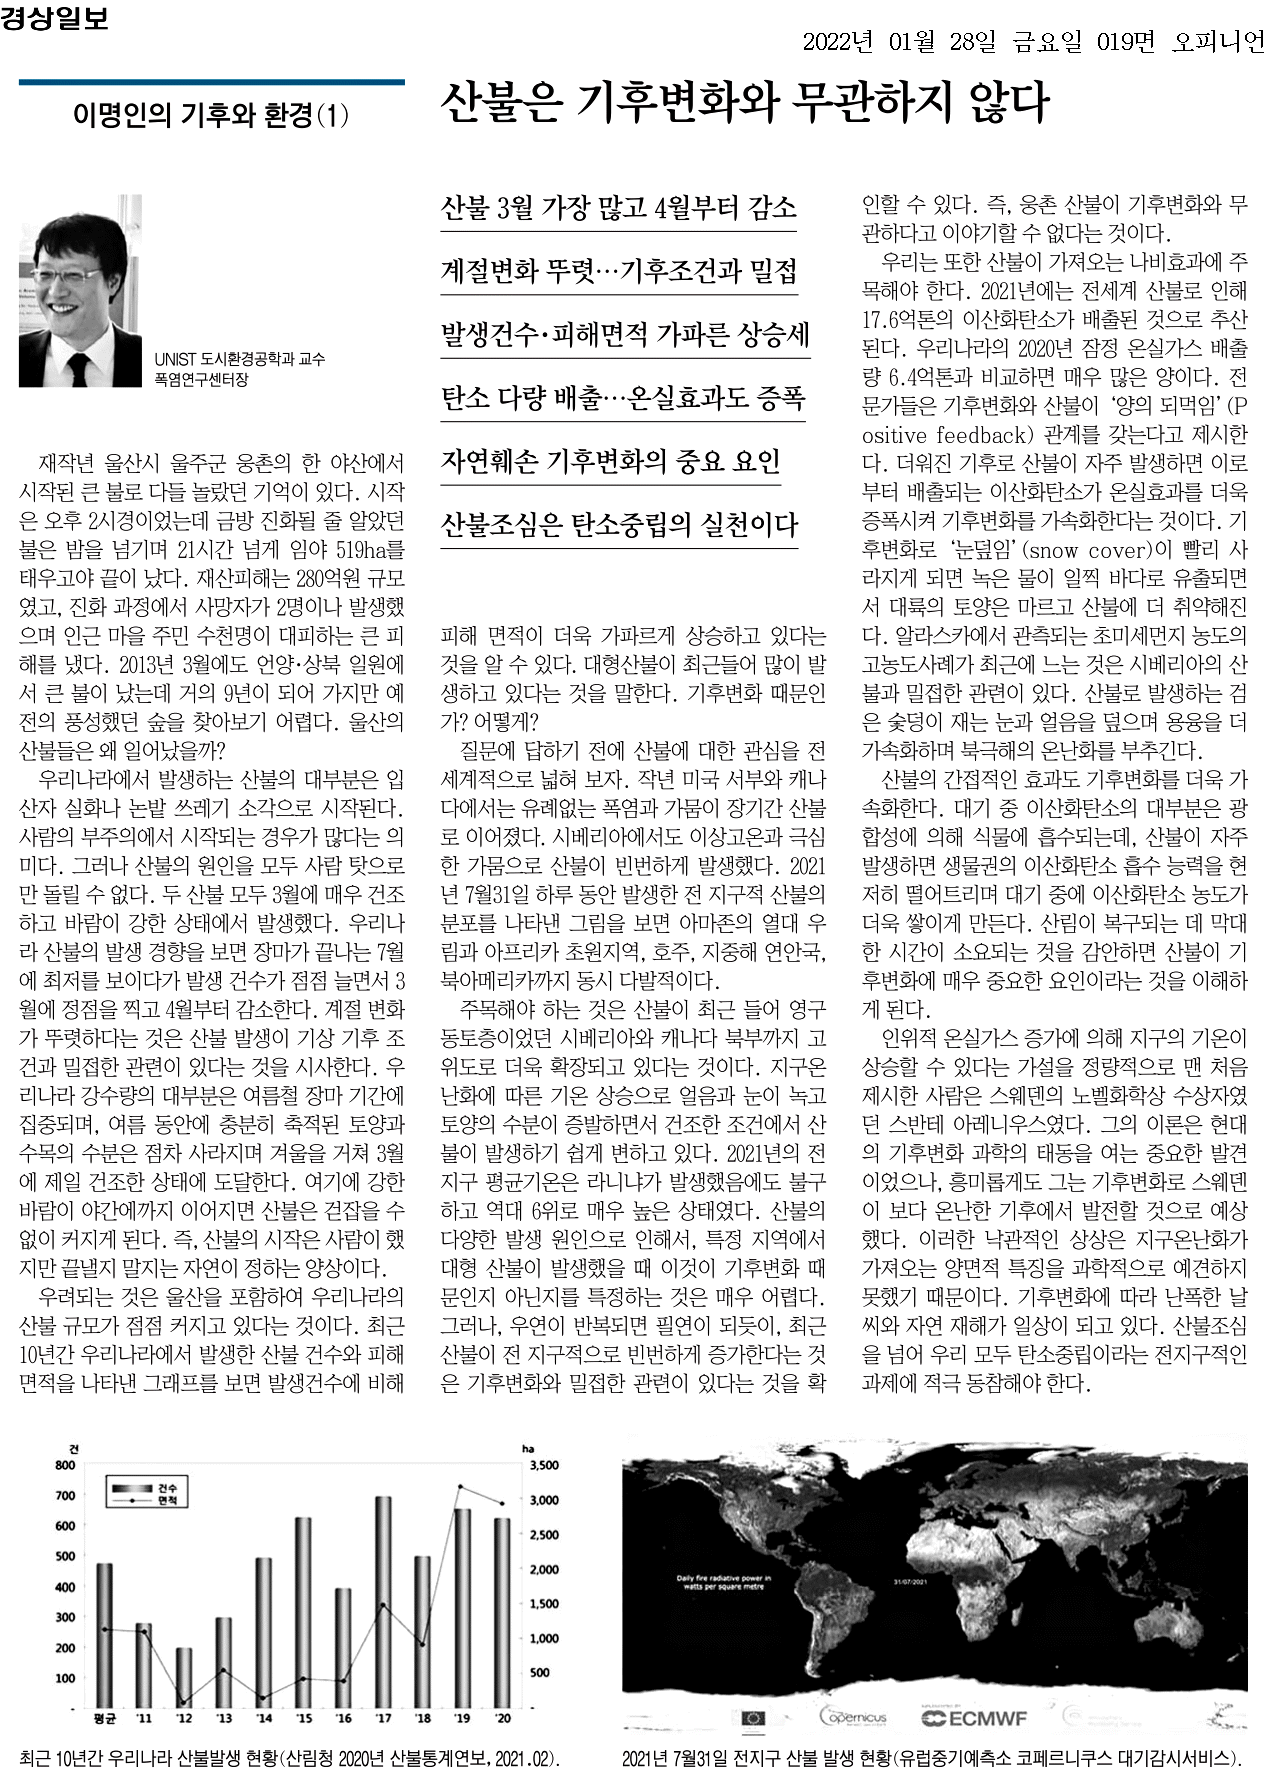 경상일보
2022년 01월 28일 금요일 019면 오피니언
이명인의 기후와 환경(1)
산불은 기후변화와 무관하지 않다
UNIST 도시환경공학과 교수
폭염연구센터장
산불 3월 가장 많고 4월부터 감소
계절변화 뚜렷…기후조건과 밀접
발생건수·피해면적 가파른 상승세
탄소 다량 배출…온실효과도 증폭
자연훼손 기후변화의 중요 요인
산불조심은 탄소중립의 실천이다
재작년 울산시 울주군 웅촌의 한 야산에서
시작된 큰 불로 다들 놀랐던 기억이 있다. 시작
은 오후 2시경이었는데 금방 진화될 줄 알았던
불은 밤을 넘기며 21시간 넘게 임야 519ha를
태우고야 끝이 났다. 재산피해는 280억원 규모
였고, 진화 과정에서 사망자가 2명이나 발생했
으며 인근 마을 주민 수천명이 대피하는 큰 피
해를 냈다. 2013년 3월에도 언양·상북 일원에
서 큰 불이 났는데 거의 9년이 되어 가지만 예
전의 풍성했던 숲을 찾아보기 어렵다. 울산의
산불들은 왜 일어났을까?
우리나라에서 발생하는 산불의 대부분은 입
산자 실화나 논밭 쓰레기 소각으로 시작된다.
사람의 부주의에서 시작되는 경우가 많다는 의
미다. 그러나 산불의 원인을 모두 사람 탓으로
만 돌릴 수 없다. 두 산불 모두 3월에 매우 건조
하고 바람이 강한 상태에서 발생했다. 우리나
라 산불의 발생 경향을 보면 장마가 끝나는 7월
에 최저를 보이다가 발생 건수가 점점 늘면서 3
월에 정점을 찍고 4월부터 감소한다. 계절 변화
가 뚜렷하다는 것은 산불 발생이 기상 기후 조
건과 밀접한 관련이 있다는 것을 시사한다. 우
리나라 강수량의 대부분은 여름철 장마 기간에
집중되며, 여름 동안에 충분히 축적된 토양과
수목의 수분은 점차 사라지며 겨울을 거쳐 3월
에 제일 건조한 상태에 도달한다. 여기에 강한
바람이 야간에까지 이어지면 산불은 걷잡을 수
없이 커지게 된다. 즉, 산불의 시작은 사람이 했
지만 끝낼지 말지는 자연이 정하는 양상이다.
우려되는 것은 울산을 포함하여 우리나라의
산불 규모가 점점 커지고 있다는 것이다. 최근
10년간 우리나라에서 발생한 산불 건수와 피해
면적을 나타낸 그래프를 보면 발생건수에 비해
피해 면적이 더욱 가파르게 상승하고 있다는
것을 알 수 있다. 대형산불이 최근들어 많이 발
생하고 있다는 것을 말한다. 기후변화 때문인
가? 어떻게?
질문에 답하기 전에 산불에 대한 관심을 전
세계적으로 넓혀 보자. 작년 미국 서부와 캐나
다에서는 유례없는 폭염과 가뭄이 장기간 산불
로 이어졌다. 시베리아에서도 이상고온과 극심
한 가뭄으로 산불이 빈번하게 발생했다. 2021
년 7월31일 하루 동안 발생한 전 지구적 산불의
분포를 나타낸 그림을 보면 아마존의 열대 우
림과 아프리카 초원지역, 호주, 지중해 연안국,
북아메리카까지 동시 다발적이다.
주목해야 하는 것은 산불이 최근 들어 영구
동토층이었던 시베리아와 캐나다 북부까지 고
위도로 더욱 확장되고 있다는 것이다. 지구온
난화에 따른 기온 상승으로 얼음과 눈이 녹고
토양의 수분이 증발하면서 건조한 조건에서 산
불이 발생하기 쉽게 변하고 있다. 2021년의 전
지구 평균기온은 라니냐가 발생했음에도 불구
하고 역대 6위로 매우 높은 상태였다. 산불의
다양한 발생 원인으로 인해서, 특정 지역에서
대형 산불이 발생했을 때 이것이 기후변화 때
문인지 아닌지를 특정하는 것은 매우 어렵다.
그러나, 우연이 반복되면 필연이 되듯이, 최근
산불이 전 지구적으로 빈번하게 증가한다는 것
은 기후변화와 밀접한 관련이 있다는 것을 확
인할 수 있다. 즉, 웅촌 산불이 기후변화와 무
관하다고 이야기할 수 없다는 것이다.
우리는 또한 산불이 가져오는 나비효과에 주
목해야 한다. 2021년에는 전세계 산불로 인해
17.6억톤의 이산화탄소가 배출된 것으로 추산
된다. 우리나라의 2020년 잠정 온실가스 배출
량 6.4억톤과 비교하면 매우 많은 양이다. 전
문가들은 기후변화와 산불이 ‘양의 되먹임’(P
ositive feedback) 관계를 갖는다고 제시한
다. 더워진 기후로 산불이 자주 발생하면 이로
부터 배출되는 이산화탄소가 온실효과를 더욱
증폭시켜 기후변화를 가속화한다는 것이다. 기
후변화로 ‘눈덮임’(snow cover)이 빨리 사
라지게 되면 녹은 물이 일찍 바다로 유출되면
서 대륙의 토양은 마르고 산불에 더 취약해진
다. 알라스카에서 관측되는 초미세먼지 농도의
고농도사례가 최근에 느는 것은 시베리아의 산
불과 밀접한 관련이 있다. 산불로 발생하는 검
은 숯덩이 재는 눈과 얼음을 덮으며 용융을 더
가속화하며 북극해의 온난화를 부추긴다.
산불의 간접적인 효과도 기후변화를 더욱 가
속화한다. 대기 중 이산화탄소의 대부분은 광
합성에 의해 식물에 흡수되는데, 산불이 자주
발생하면 생물권의 이산화탄소 흡수 능력을 현
저히 떨어트리며 대기 중에 이산화탄소 농도가
더욱 쌓이게 만든다. 산림이 복구되는 데 막대
한 시간이 소요되는 것을 감안하면 산불이 기
후변화에 매우 중요한 요인이라는 것을 이해하
게 된다.
인위적 온실가스 증가에 의해 지구의 기온이
상승할 수 있다는 가설을 정량적으로 맨 처음
제시한 사람은 스웨덴의 노벨화학상 수상자였
던 스반테 아레니우스였다. 그의 이론은 현대
의 기후변화 과학의 태동을 여는 중요한 발견
이었으나, 흥미롭게도 그는 기후변화로 스웨덴
이 보다 온난한 기후에서 발전할 것으로 예상
했다. 이러한 낙관적인 상상은 지구온난화가
가져오는 양면적 특징을 과학적으로 예견하지
못했기 때문이다. 기후변화에 따라 난폭한 날
씨와 자연 재해가 일상이 되고 있다. 산불조심
을 넘어 우리 모두 탄소중립이라는 전지구적인
과제에 적극 동참해야 한다.
건 ha
800 3,500
700 3,000
600 2,500
500 2,000
400 1,500
300 1,000
200 500
100
건수
면적
평균 '11 '12 '13 '14 '15 '16 '17 '18 '19 '20
최근 10년간 우리나라 산불발생 현황(산림청 2020년 산불통계연보, 2021.02).
Daily fire radiative power in
watts per square metre
31/07/2021
opernicus
ECMWF
2021년 7월31일 전지구 산불 발생 현황(유럽중기예측소 코페르니쿠스 대기감시서비스).